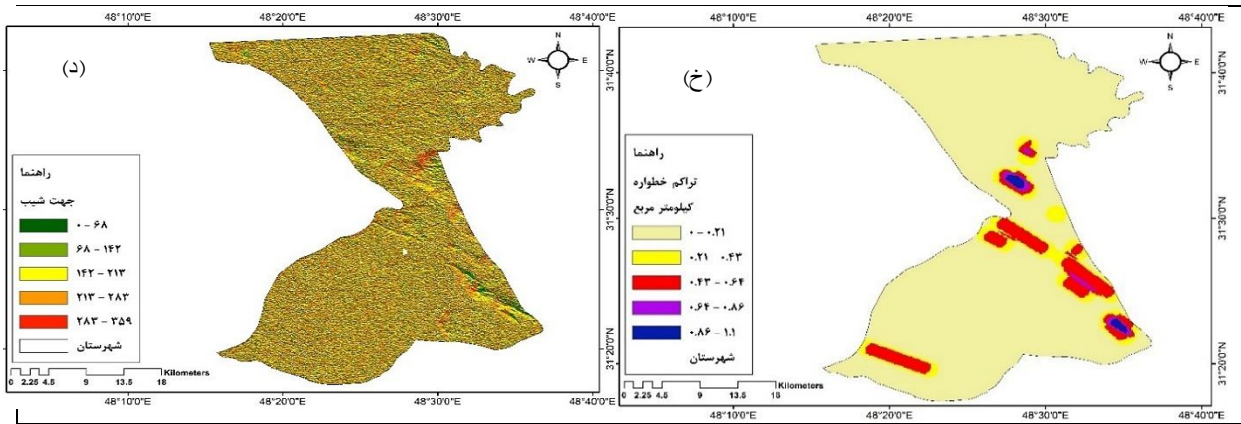 48°10'0"E 48°20'0"E 48°30'0"E 48°40'0"E
(د)
N
W E
S
31°40'0"N
31°30'0"N
31°20'0"N
راهنما
جهت شیب
۰ - ۶۸
۶۸ - ۱۴۲
۱۴۲ - ۲۱۳
۲۱۳ - ۲۸۳
۲۸۳ - ۳۵۹
شهرستان
Kilometers
0 2.25 4.5 9 13.5 18
48°10'0"E 48°20'0"E 48°30'0"E 48°40'0"E
48°10'0"E 48°20'0"E 48°30'0"E 48°40'0"E
(خ)
N
W E
S
31°40'0"N
31°30'0"N
31°20'0"N
راهنما
تراکم خطواره
کیلومتر مربع
۰ - ۰.۲۱
۰.۲۱ ۰.۴۳
۰.۴۳ - ۰.۶۴
۰.۶۴ - ۰.۸۶
۰.۸۶ - ۱.۱
شهرستان
Kilometers
0 2.25 4.5 9 13.5 18
48°10'0"E 48°20'0"E 48°30'0"E 48°40'0"E